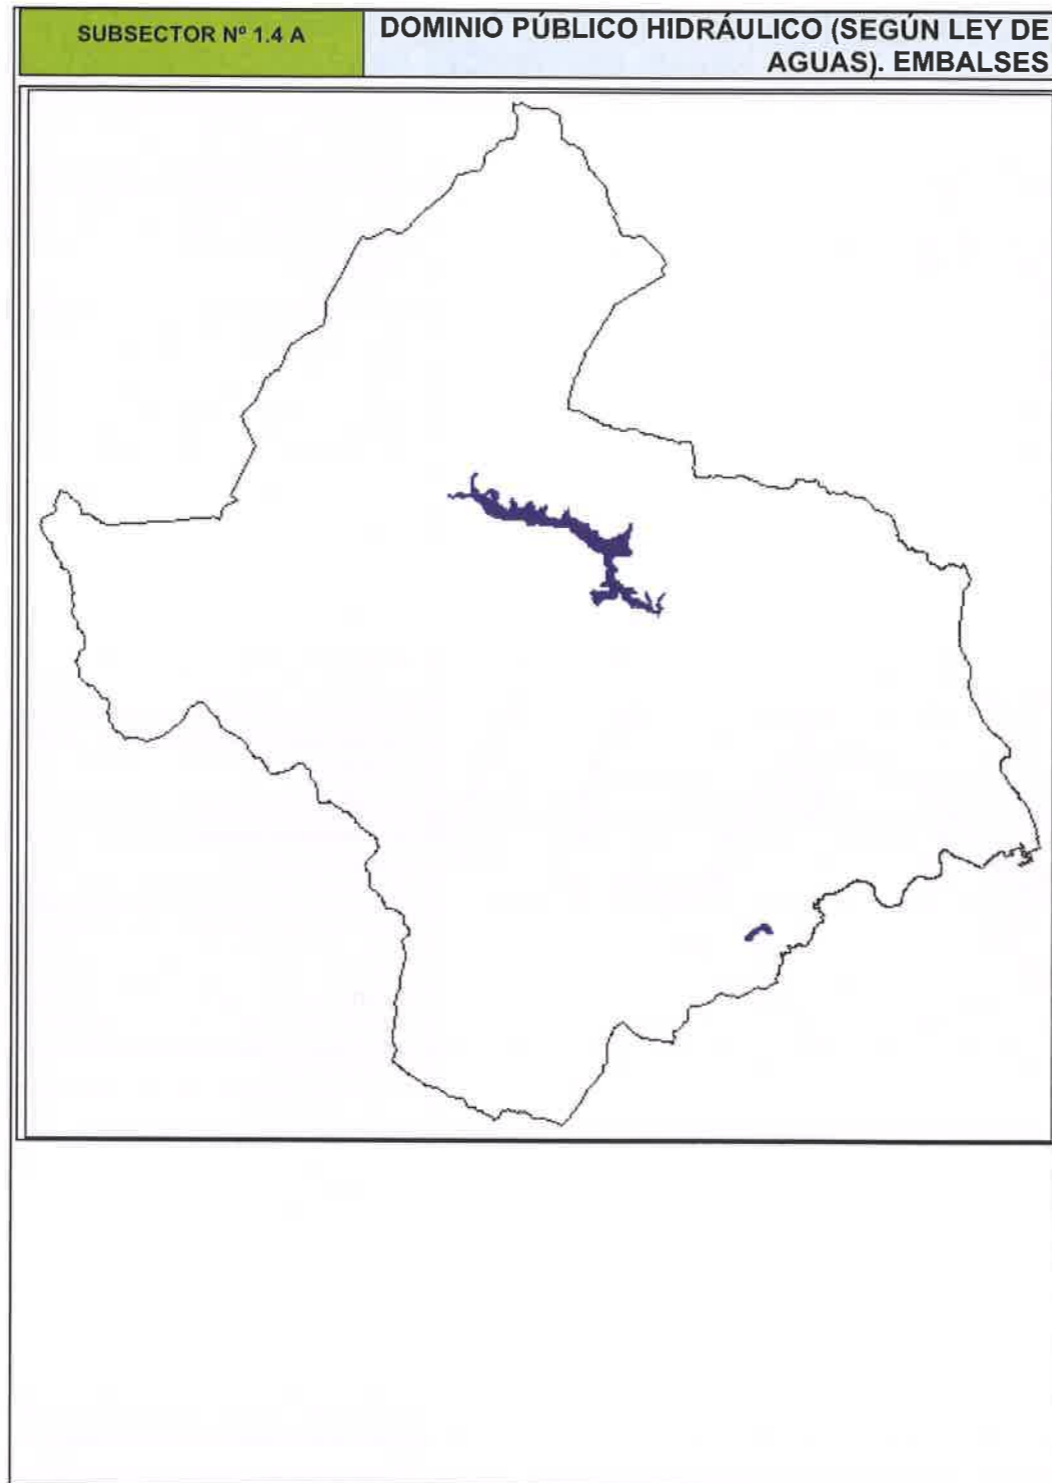 SUBSECTOR Nº 1.4 A
DOMINIO PÚBLICO HIDRÁULICO (SEGÚN LEY DE
AGUAS). EMBALSES